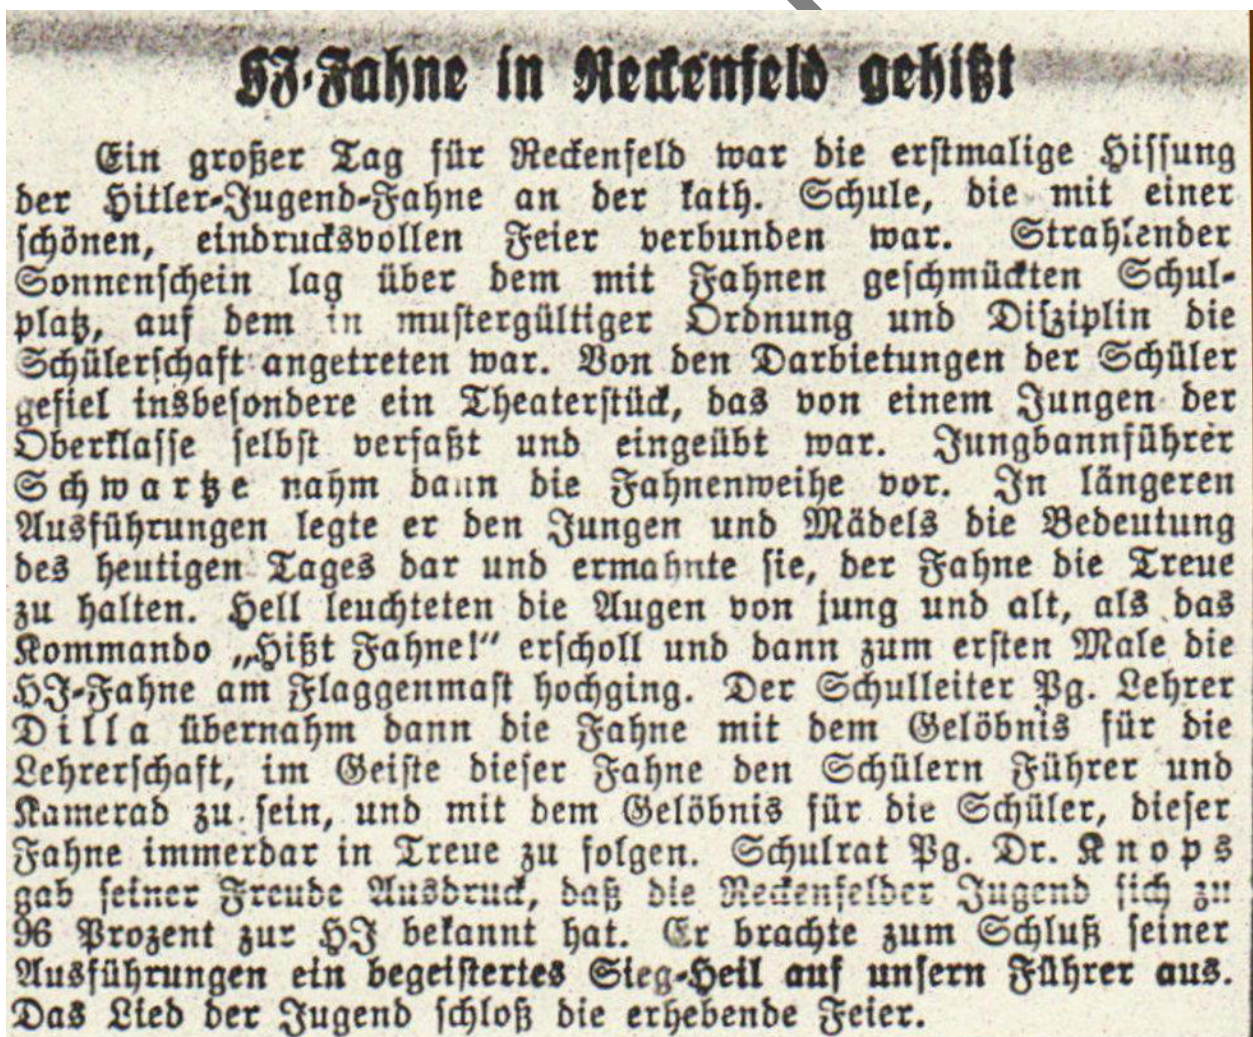 HJ-Fahne in Reckenfeld gehißt
Ein großer Tag für Reckenfeld war die erstmalige Hissung
der Hitler-Jugend-Fahne an der kath. Schule, die mit einer
schönen, eindrucksvollen Feier verbunden war. Strahlender
Sonnenschein lag über dem mit Fahnen geschmückten Schul-
platz, auf dem in mustergültiger Ordnung und Disziplin die
Schülerschaft angetreten war. Von den Darbietungen der Schüler
gefiel insbesondere ein Theaterstück, das von einem Jungen der
Oberklasse selbst verfaßt und eingeübt war. Jungbannführer
Schwartze nahm dann die Fahnenweihe vor. In längeren
Ausführungen legte er den Jungen und Mädels die Bedeutung
des heutigen Tages dar und ermahnte sie, der Fahne die Treue
zu halten. Hell leuchteten die Augen von jung und alt, als das
Kommando „Hißt Fahne!“ erscholl und dann zum ersten Male die
HJ-Fahne am Flaggenmast hochging. Der Schulleiter Pg. Lehrer
Dilla übernahm dann die Fahne mit dem Gelöbnis für die
Lehrerschaft, im Geiste dieser Fahne den Schülern Führer und
Kamerad zu sein, und mit dem Gelöbnis für die Schüler, dieser
Fahne immerdar in Treue zu folgen. Schulrat Pg. Dr. Knops
gab seiner Freude Ausdruck, daß die Reckenfelder Jugend sich zu
96 Prozent zur HJ bekannt hat. Er brachte zum Schluß seiner
Ausführungen ein begeistertes Sieg-Heil auf unsern Führer aus.
Das Lied der Jugend schloß die erhebende Feier.